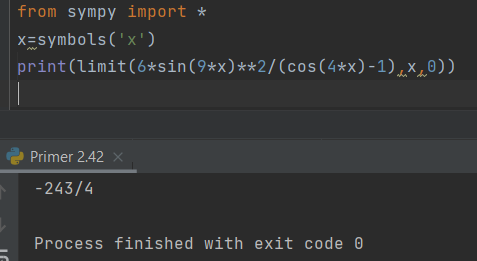 from sympy import *
x=symbols('x')
print(limit(6*sin(9*x)**2/(cos(4*x)-1),x,0))
Primer 2.42
-243/4
Process finished with exit code 0